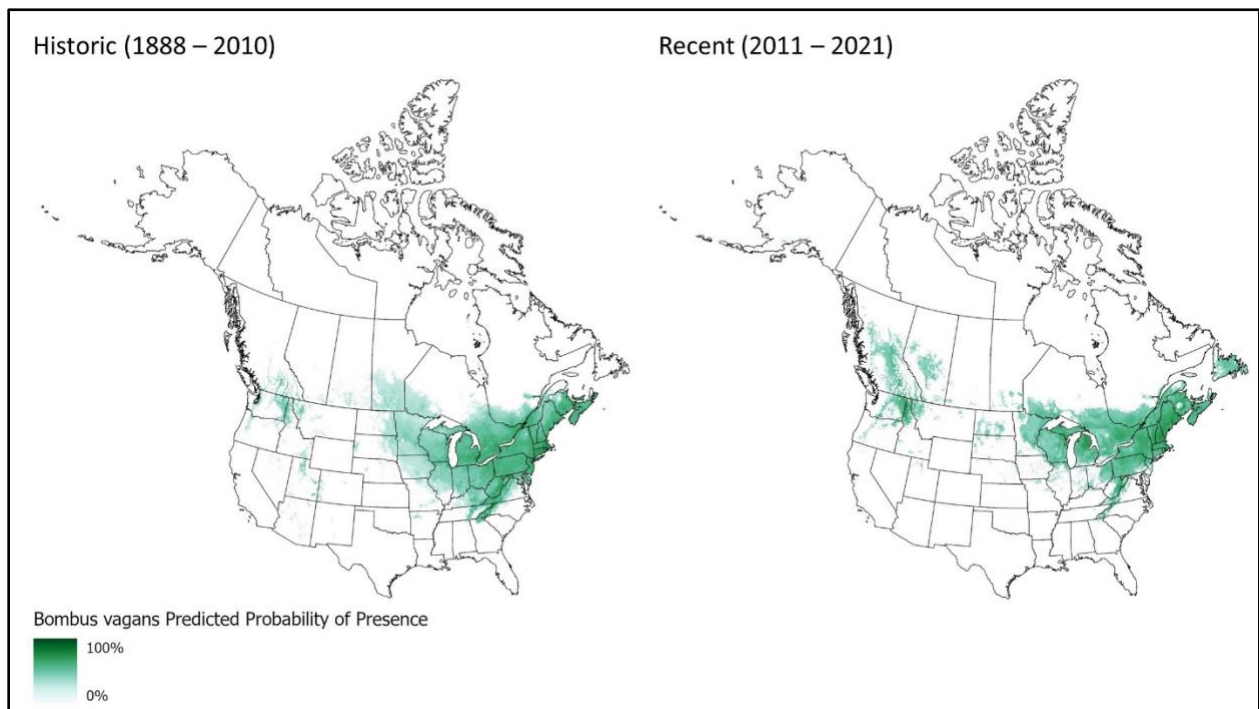 Historic (1888 – 2010)
Recent (2011 – 2021)
Bombus vagans Predicted Probability of Presence
100%
0%